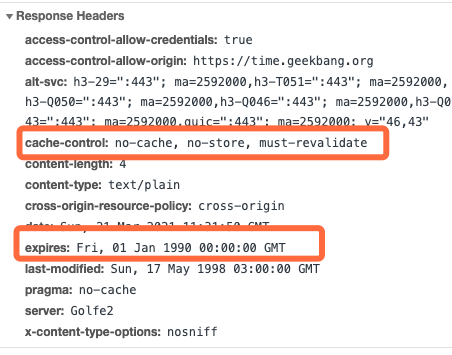 Response Headers
access-control-allow-credentials: true
access-control-allow-origin: https://time.geekbang.org
alt-svc: h3-29=":443"; ma=2592000,h3-T051=":443"; ma=2592000,
h3-Q050=":443"; ma=2592000,h3-Q046=":443"; ma=2592000,h3-Q0
43=":443"; ma=2592000,quic=":443"; ma=2592000; v="46,43"
cache-control: no-cache, no-store, must-revalidate
content-length: 4
content-type: text/plain
cross-origin-resource-policy: cross-origin
date: Sun, 21 Mar 2021 11:31:50 GMT
expires: Fri, 01 Jan 1990 00:00:00 GMT
last-modified: Sun, 17 May 1998 03:00:00 GMT
pragma: no-cache
server: Golfe2
x-content-type-options: nosniff